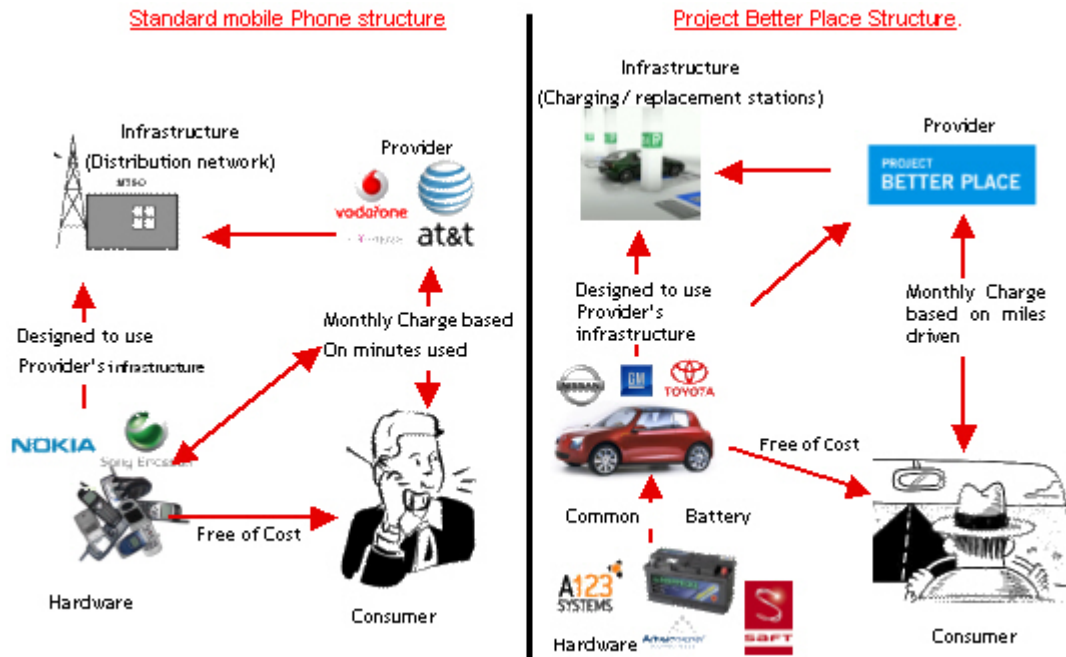 Standard mobile Phone structure
Infrastructure
(Distribution network)
MTSO
Provider
vodafone
at&t
Designed to use
Provider's infrastructure
Monthly Charge based
On minutes used
NOKIA
Sony Ericsson
Free of Cost
Hardware
Consumer
Project Better Place Structure.
Infrastructure
(Charging/ replacement stations)
P
Provider
PROJECT
BETTER PLACE
Designed to use
Provider's
infrastructure
Monthly Charge
based on miles
driven
NISSAN
GM
TOYOTA
Free of Cost
Common Battery
A123
SYSTEMS
Hardware
SAFT
Consumer